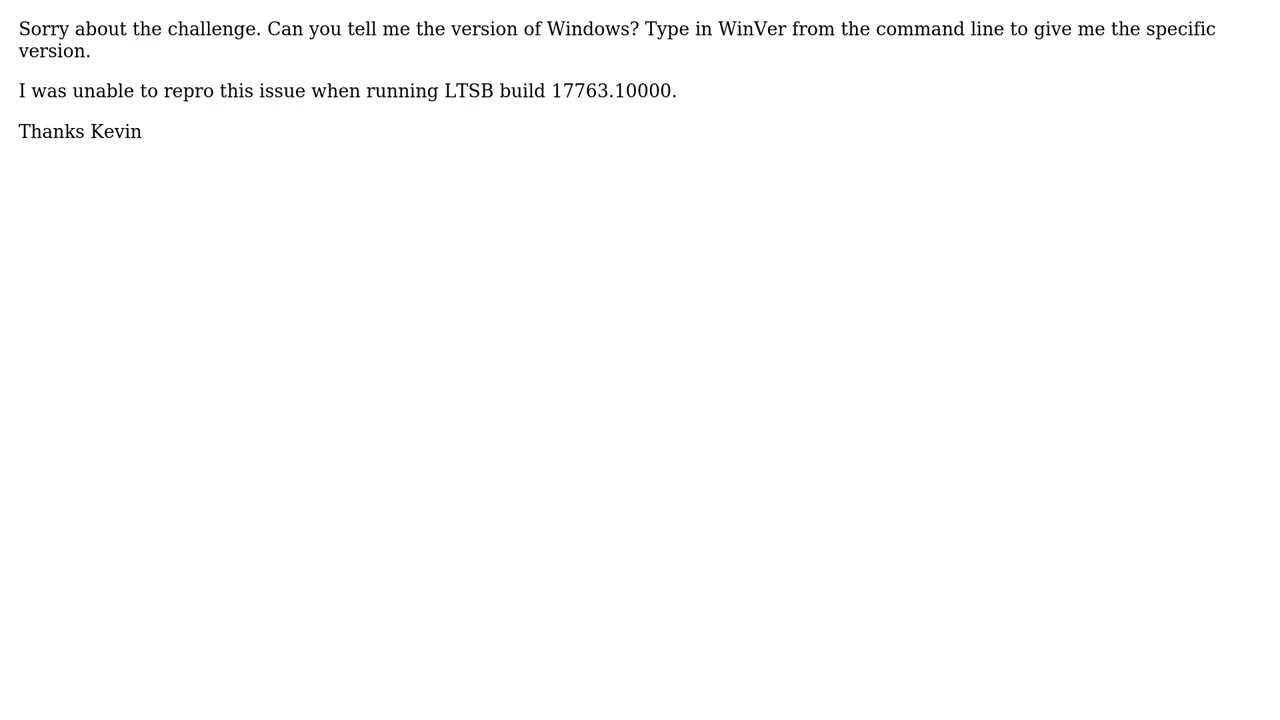 Sorry about the challenge. Can you tell me the version of Windows? Type in WinVer from the command line to give me the specific
version.
I was unable to repro this issue when running LTSB build 17763.10000.
Thanks Kevin